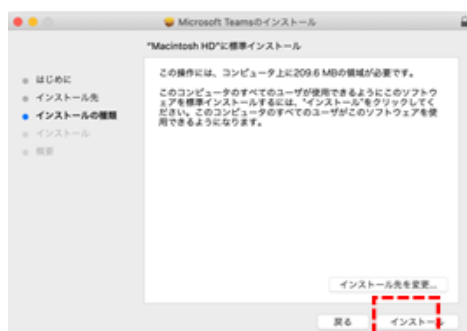 Microsoft Teamsのインストール
"Macintosh HD"に標準インストール
はじめに
インストール先
インストールの種類
インストール
概要
この操作には、コンピュータ上に209.6 MBの領域が必要です。
このコンピュータのすべてのユーザが使用できるようにこのソフトウ
ェアを標準インストールするには、"インストール"をクリックしてく
ださい。このコンピュータのすべてのユーザがこのソフトウェアを使
用できるようになります。
インストール先を変更...
戻る
インストール